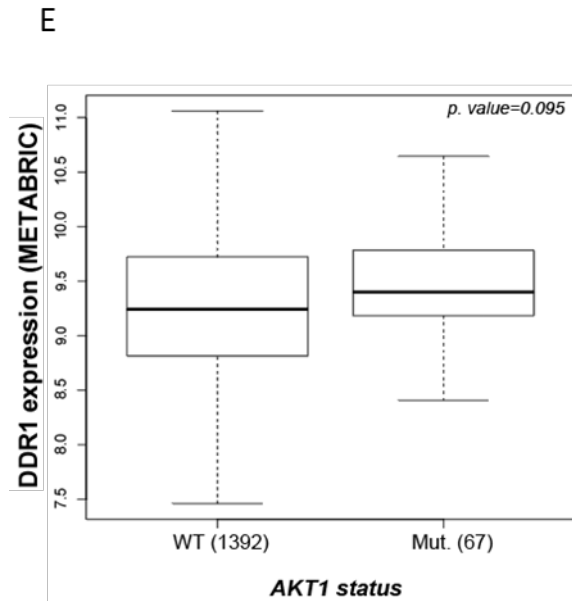 E
p. value=0.095
DDR1 expression (METABRIC)
11.0
10.5
10.0
9.5
9.0
8.5
8.0
7.5
WT (1392)
Mut. (67)
AKT1 status